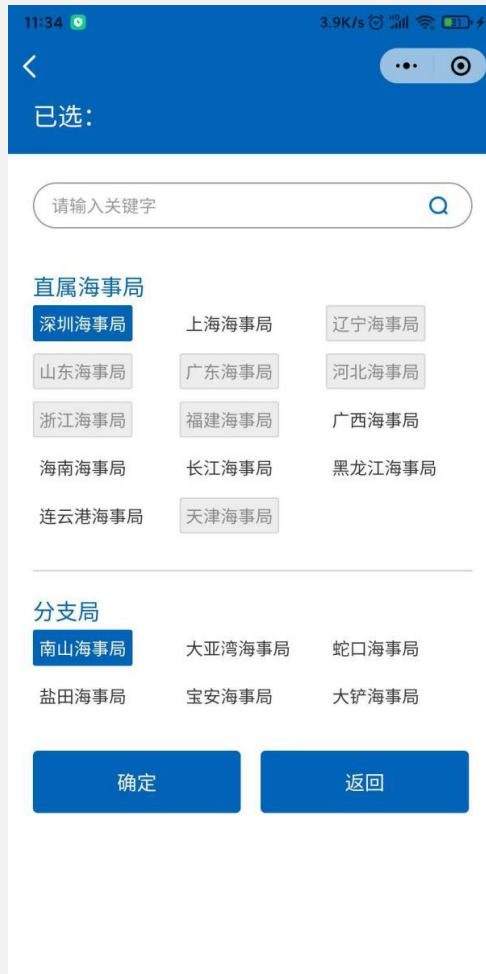 11:34 3.9K/s 31
已选：
请输入关键字
直属海事局
深圳海事局 上海海事局 辽宁海事局
山东海事局 广东海事局 河北海事局
浙江海事局 福建海事局 广西海事局
海南海事局 长江海事局 黑龙江海事局
连云港海事局 天津海事局
分支局
南山海事局 大亚湾海事局 蛇口海事局
盐田海事局 宝安海事局 大铲海事局
确定 返回